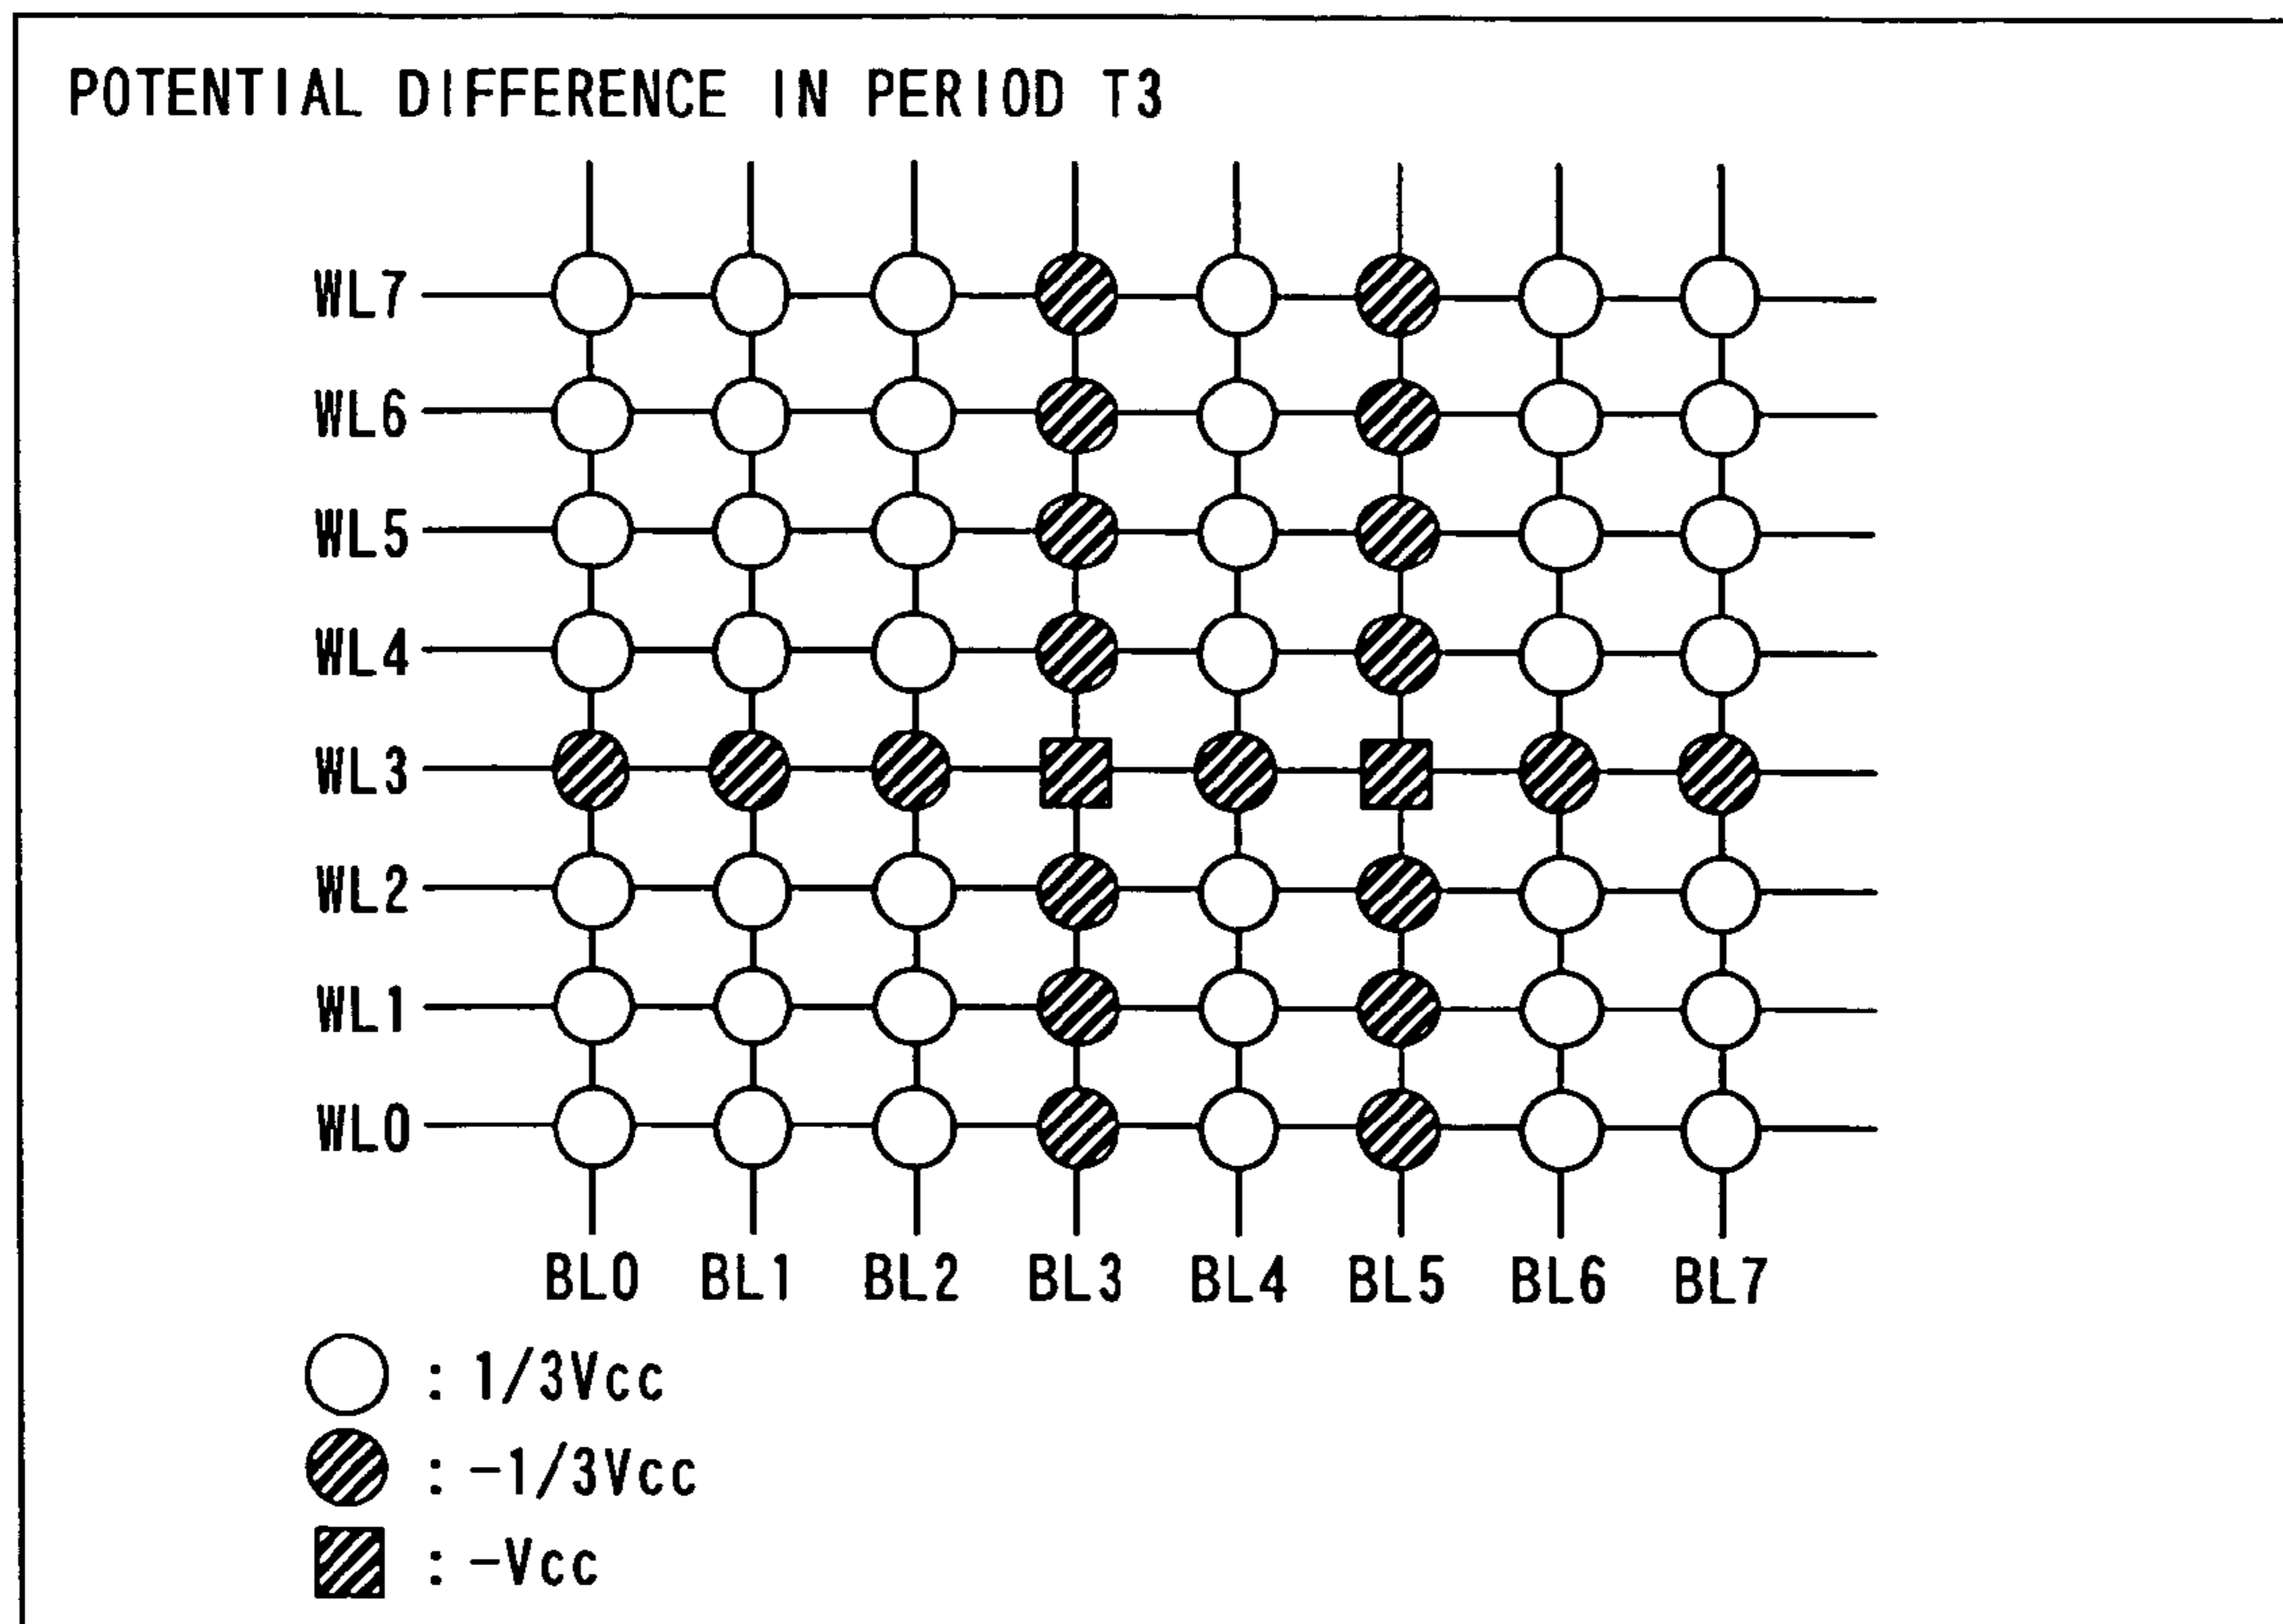 POTENTIAL DIFFERENCE IN PERIOD T3
WL7
WL6
WL5
WL4
WL3
WL2
WL1
WL0
BL0 BL1 BL2 BL3 BL4 BL5 BL6 BL7
: 1/3Vcc
: -1/3Vcc
: -Vcc